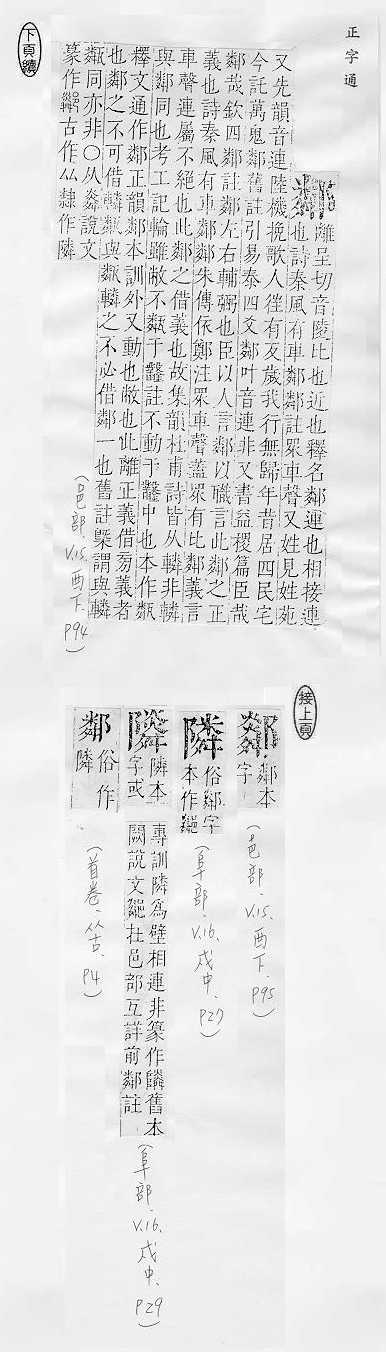 正字通
鄰 離呈切音陵比也近也釋名鄰連也相接連
也詩秦風有車鄰鄰註眾車聲又姓見姓苑
又先韻音連陸機挽歌人徃有反歲我行無歸年昔居四民宅
今託萬鬼鄰舊註引易泰四文鄰叶音連非又書益稷篇臣哉
鄰哉欽四鄰註鄰左右輔弼也臣以人言鄰以職言此鄰之正
義也詩秦風有車鄰鄰朱傳依鄭注眾車聲蓋眾有比鄰義言
車聲連屬不絕也此鄰之借義也故集韻杜甫詩皆从轔非轔
與鄰同也考工記輪雖敝不甐于鑿註不動于鑿中也本作甐
釋文通作鄰正韻鄰本訓外又動也敝也此離正義借旁義者
也鄰之不可借轔甐與甐轔之不必借鄰一也舊註槩謂與轔
甐同亦非〇从粦說文
篆作 古作厸隸作隣
(邑部. V.15. 酉下. P94)
下頁續
接上頁
鄰本
字
(邑部. V.15. 酉下. P95)
隣 俗鄰字
本作
(阜部. V.16. 戌中. P27)
隣本
字或
專訓隣為壁相連非篆作 舊本
闕說文 在邑部互詳前鄰註
(阜部. V.16. 戌中. P29)
鄰 俗作
隣
(首卷. 从古. P4)